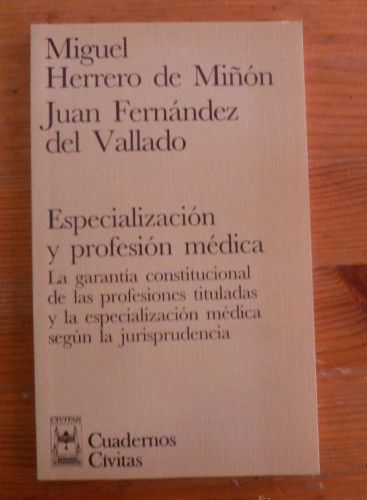 Miguel
Herrero de Miñón
Juan Fernández
del Vallado
Especialización
y profesión médica
La garantía constitucional
de las profesiones tituladas
y la especialización médica
según la jurisprudencia
CIVITAS
Cuadernos
Cívitas